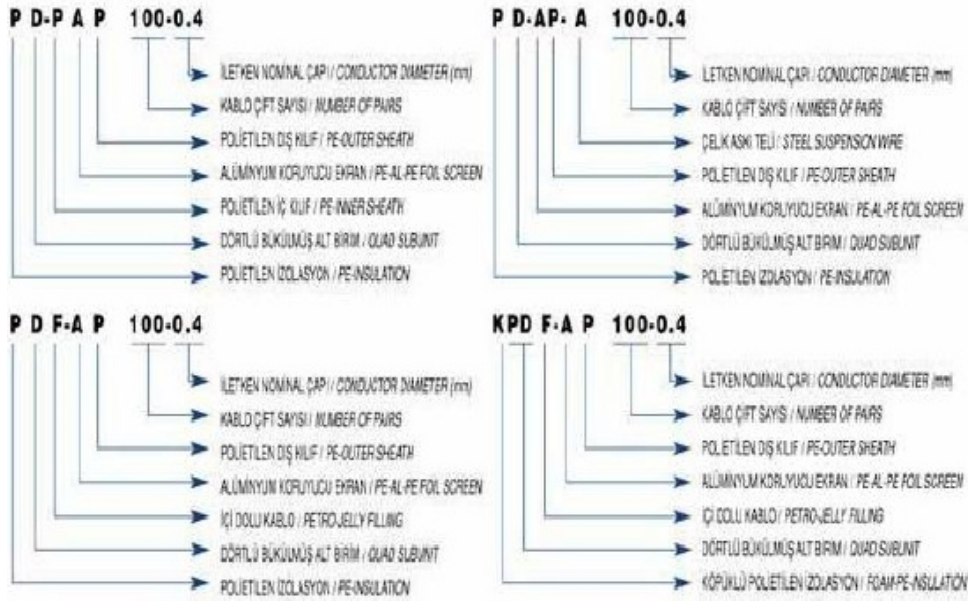 P D-P A P 100-0.4
İLETKEN NOMİNAL ÇAPI / CONDUCTOR DIAMETER (mm)
KABLO ÇİFT SAYISI / NUMBER OF PAIRS
POLİETİLEN DIŞ KILIF / PE-OUTER SHEATH
ALÜMİNYUM KORUYUCU EKRAN / PE-AL-PE FOIL SCREEN
POLİETİLEN İÇ KILIF / PE-INNER SHEATH
DÖRTLÜ BÜKÜLMÜŞ ALT BİRİM / QUAD SUBUNIT
POLİETİLEN İZOLASYON / PE-INSULATION
P D-AP-A 100-0.4
İLETKEN NOMİNAL ÇAPI / CONDUCTOR DIAMETER (mm)
KABLO ÇİFT SAYISI / NUMBER OF PAIRS
ÇELİK ASKI TELİ / STEEL SUSPENSION WIRE
POLİETİLEN DIŞ KILIF / PE-OUTER SHEATH
ALÜMİNYUM KORUYUCU EKRAN / PE-AL-PE FOIL SCREEN
DÖRTLÜ BÜKÜLMÜŞ ALT BİRİM / QUAD SUBUNIT
POLİETİLEN İZOLASYON / PE-INSULATION
P D F-A P 100-0.4
İLETKEN NOMİNAL ÇAPI / CONDUCTOR DIAMETER (mm)
KABLO ÇİFT SAYISI / NUMBER OF PAIRS
POLİETİLEN DIŞ KILIF / PE-OUTER SHEATH
ALÜMİNYUM KORUYUCU EKRAN / PE-AL-PE FOIL SCREEN
İÇİ DOLU KABLO / PETRO-JELLY FILLING
DÖRTLÜ BÜKÜLMÜŞ ALT BİRİM / QUAD SUBUNIT
POLİETİLEN İZOLASYON / PE-INSULATION
KPD F-A P 100-0.4
İLETKEN NOMİNAL ÇAPI / CONDUCTOR DIAMETER (mm)
KABLO ÇİFT SAYISI / NUMBER OF PAIRS
POLİETİLEN DIŞ KILIF / PE-OUTER SHEATH
ALÜMİNYUM KORUYUCU EKRAN / PE-AL-PE FOIL SCREEN
İÇİ DOLU KABLO / PETRO-JELLY FILLING
DÖRTLÜ BÜKÜLMÜŞ ALT BİRİM / QUAD SUBUNIT
KÖPÜKLÜ POLİETİLEN İZOLASYON / FOAM-PE-INSULATION